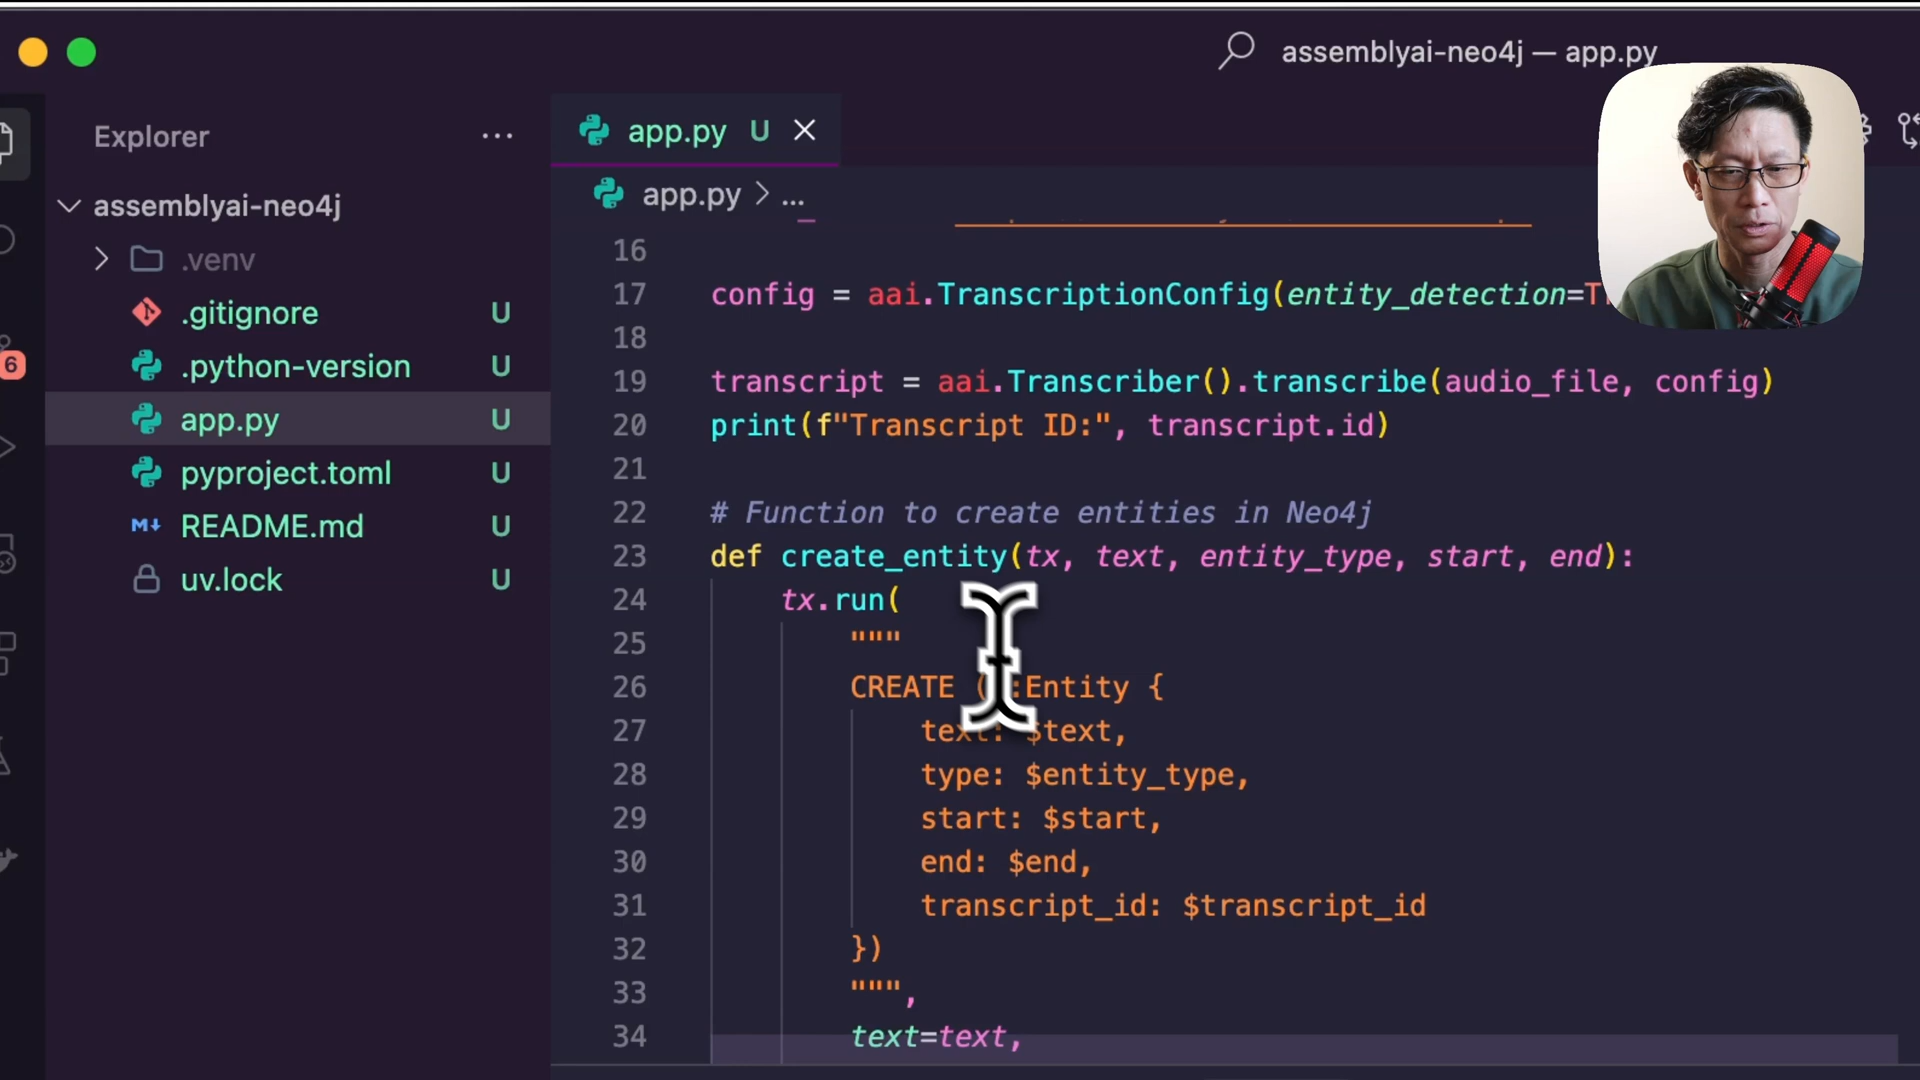 assemblyai-neo4j — app.py
Explorer ...
app.py U
assemblyai-neo4j
app.py > ...
.venv
.gitignore U
.python-version U
app.py U
pyproject.toml U
README.md U
uv.lock U
6
16
17 config = aai.TranscriptionConfig(entity_detection=T
18
19 transcript = aai.Transcriber().transcribe(audio_file, config)
20 print(f"Transcript ID:", transcript.id)
21
22 # Function to create entities in Neo4j
23 def create_entity(tx, text, entity_type, start, end):
24 tx.run(
25 """
26 CREATE (:Entity {
27 text: $text,
28 type: $entity_type,
29 start: $start,
30 end: $end,
31 transcript_id: $transcript_id
32 })
33 """,
34 text=text,